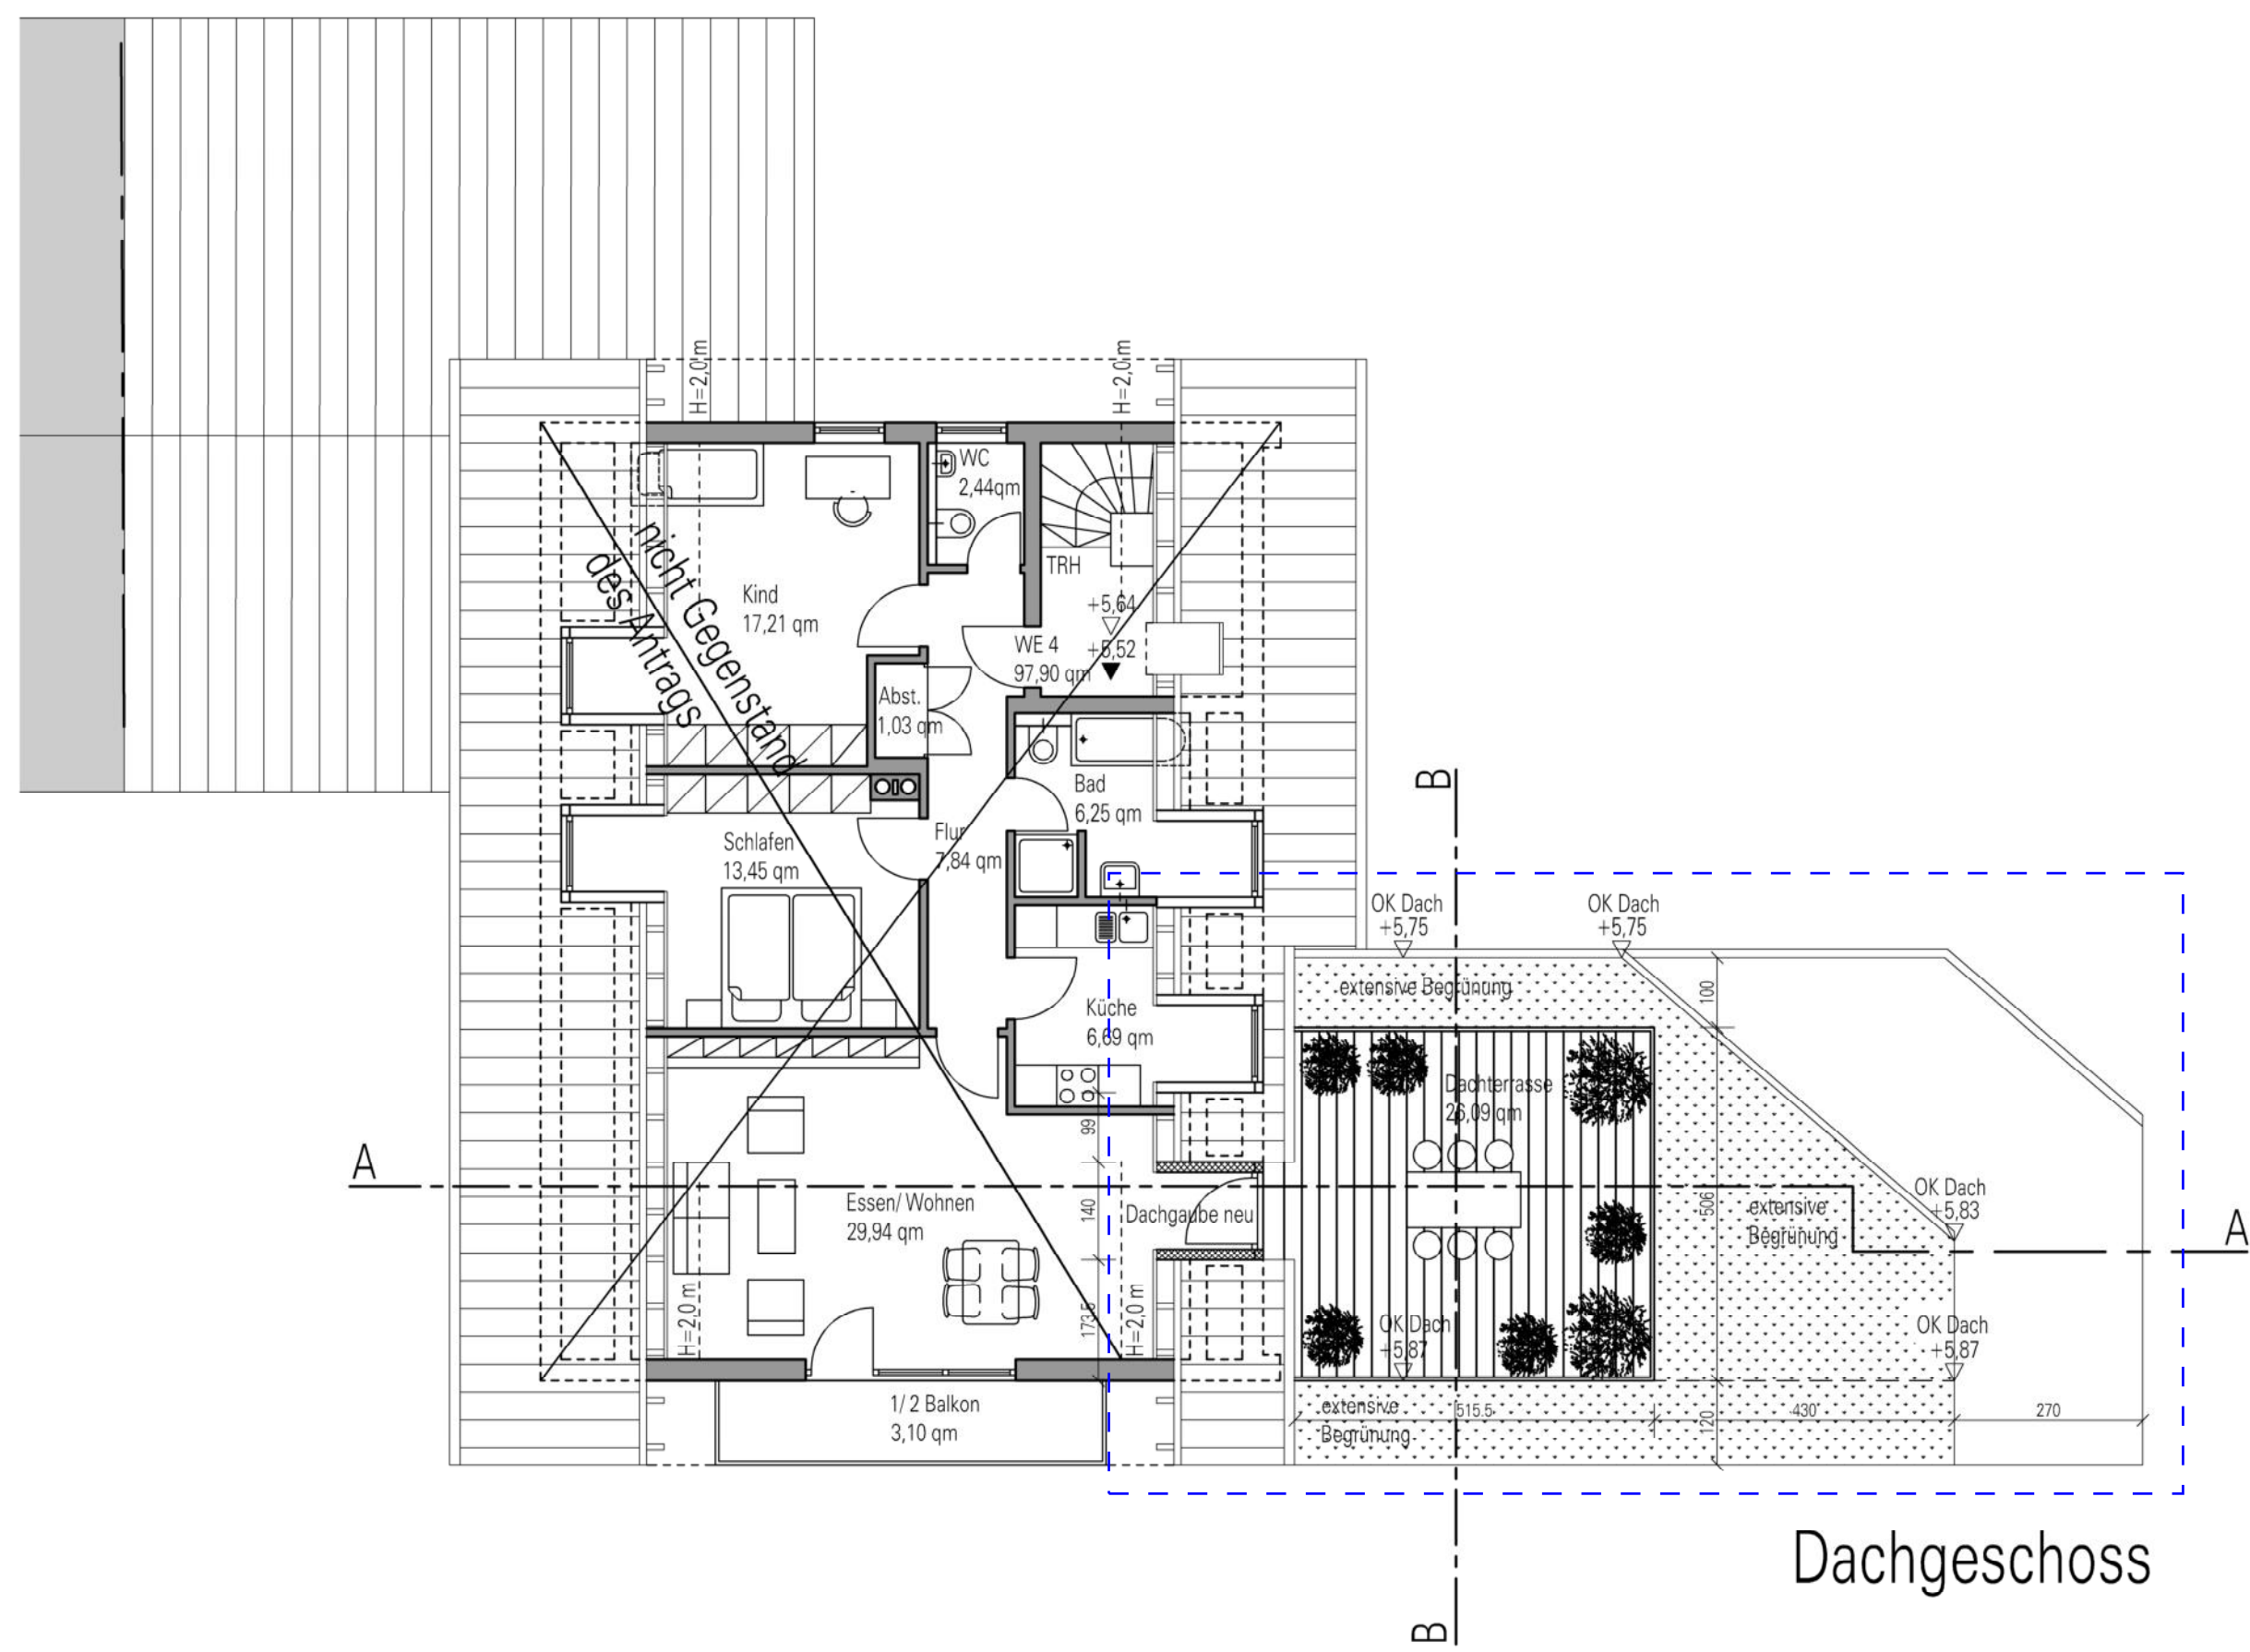 H=2,0 m
H=2,0 m
WC
2,44qm
nicht Gegenstand
des Antrags
TRH
Kind
17,21 qm
+5,64
WE 4
97,90 qm
+5,52
Abst.
1,03 qm
B
Bad
6,25 qm
Schlafen
13,45 qm
Flur
7,84 qm
OK Dach
+5,75
OK Dach
+5,75
extensive Begrünung
100
Küche
6,69 qm
Dachterrasse
26,09 qm
99
A
Essen/ Wohnen
29,94 qm
140
Dachgaube neu
506
extensive
Begrünung
OK Dach
+5,83
A
H=2,0 m
173,5
H=2,0 m
OK Dach
+5,87
OK Dach
+5,87
1/ 2 Balkon
3,10 qm
extensive
Begrünung
515.5
120
430
270
Dachgeschoss
B